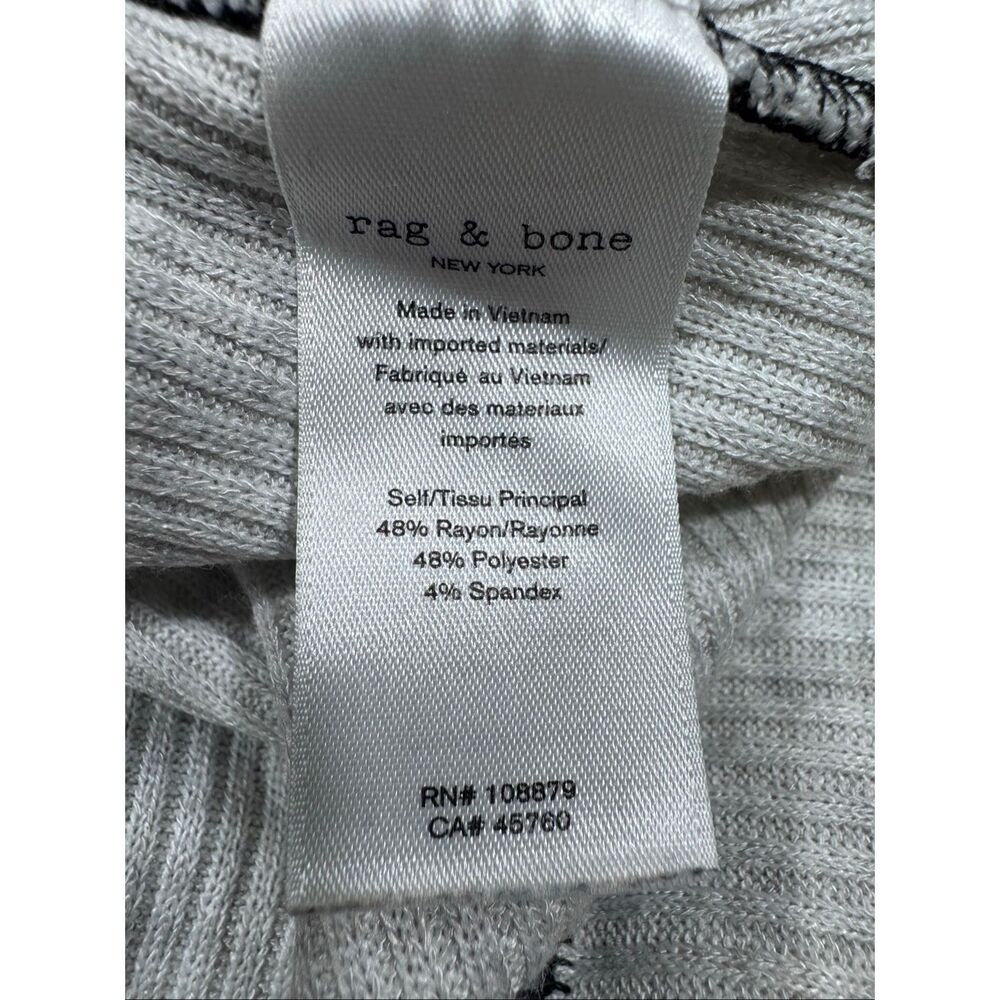 rag & bone
NEW YORK
Made in Vietnam
with imported materials/
Fabriqué au Vietnam
avec des materiaux
importés
Self/Tissu Principal
48% Rayon/Rayonne
48% Polyester
4% Spandex
RN# 108879
CA# 45760